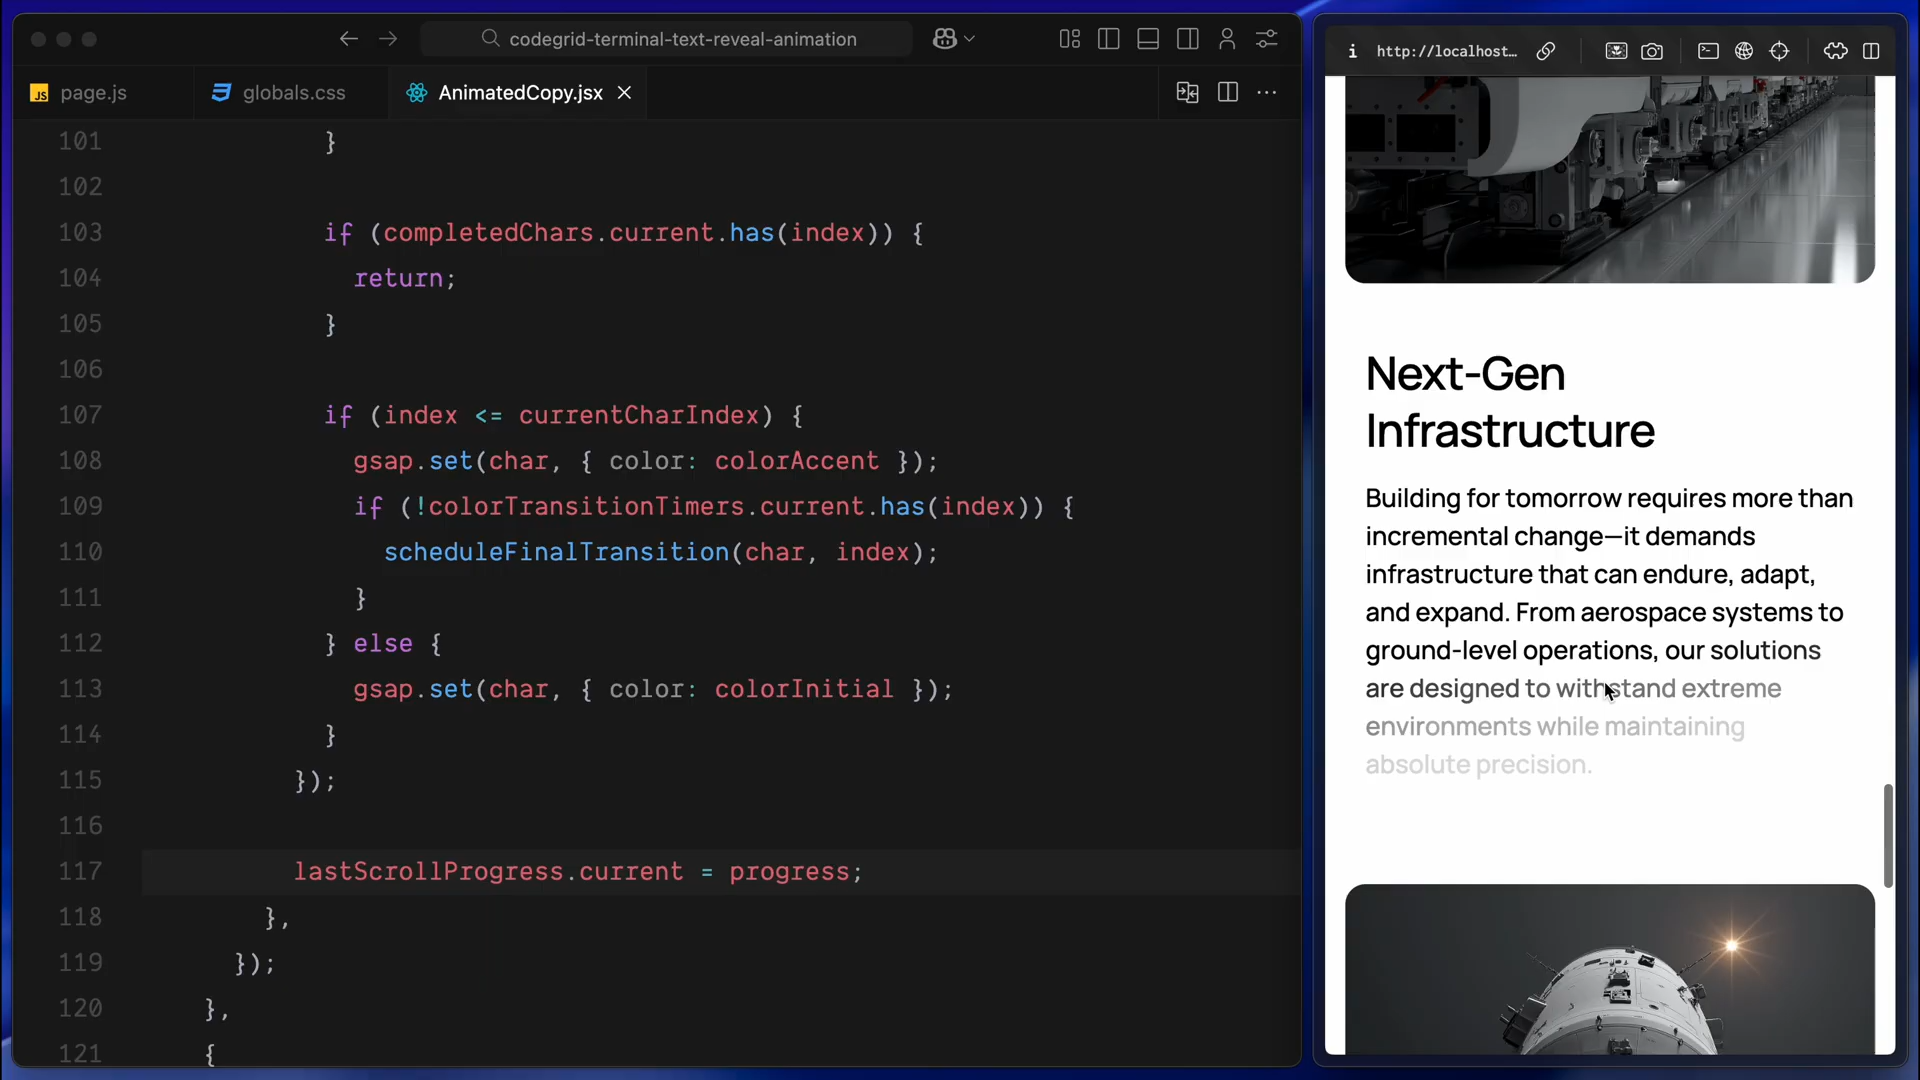 codegrid-terminal-text-reveal-animation
http://localhost…
JS page.js
globals.css
AnimatedCopy.jsx
101 }
102
103 if (completedChars.current.has(index)) {
104 return;
105 }
106
107 if (index <= currentCharIndex) {
108 gsap.set(char, { color: colorAccent });
109 if (!colorTransitionTimers.current.has(index)) {
110 scheduleFinalTransition(char, index);
111 }
112 } else {
113 gsap.set(char, { color: colorInitial });
114 }
115 });
116
117 lastScrollProgress.current = progress;
118 },
119 });
120 },
121 {
Next-Gen
Infrastructure
Building for tomorrow requires more than
incremental change—it demands
infrastructure that can endure, adapt,
and expand. From aerospace systems to
ground-level operations, our solutions
are designed to withstand extreme
environments while maintaining
absolute precision.